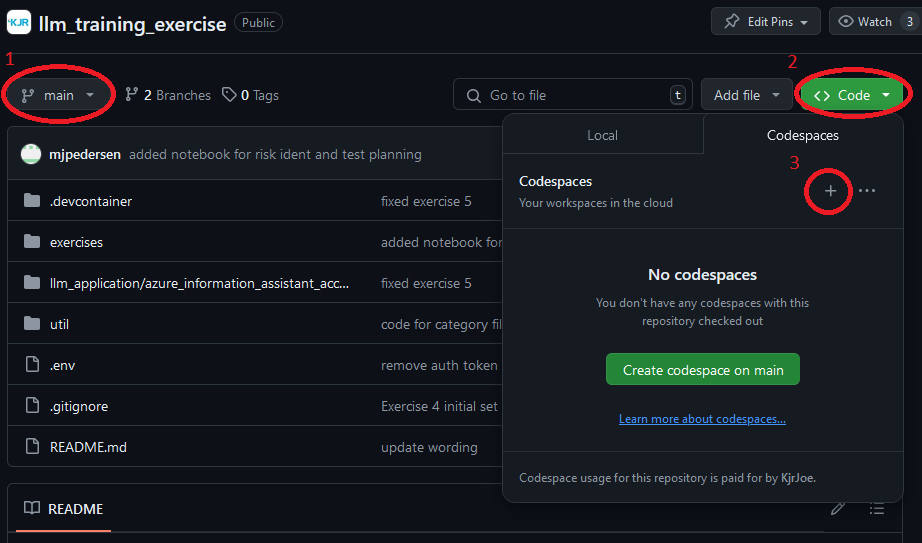 KJR llm_training_exercise Public Edit Pins Watch 3
1
2
main 2 Branches 0 Tags Go to file t Add file <> Code
Local Codespaces
mjpedersen added notebook for risk ident and test planning
3
Codespaces
Your workspaces in the cloud
.devcontainer fixed exercise 5
exercises added notebook for
llm_application/azure_information_assistant_acc... fixed exercise 5
util code for category fil
.env remove auth token
.gitignore Exercise 4 initial set
README.md update wording
No codespaces
You don't have any codespaces with this
repository checked out
Create codespace on main
Learn more about codespaces...
Codespace usage for this repository is paid for by KjrJoe.
README